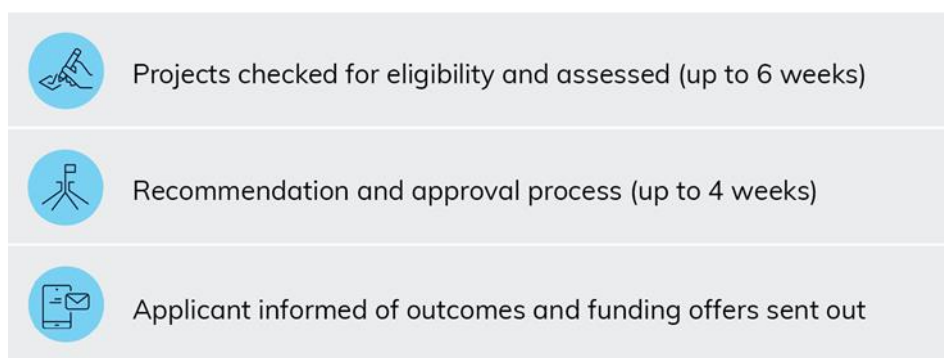 Projects checked for eligibility and assessed (up to 6 weeks)
Recommendation and approval process (up to 4 weeks)
Applicant informed of outcomes and funding offers sent out